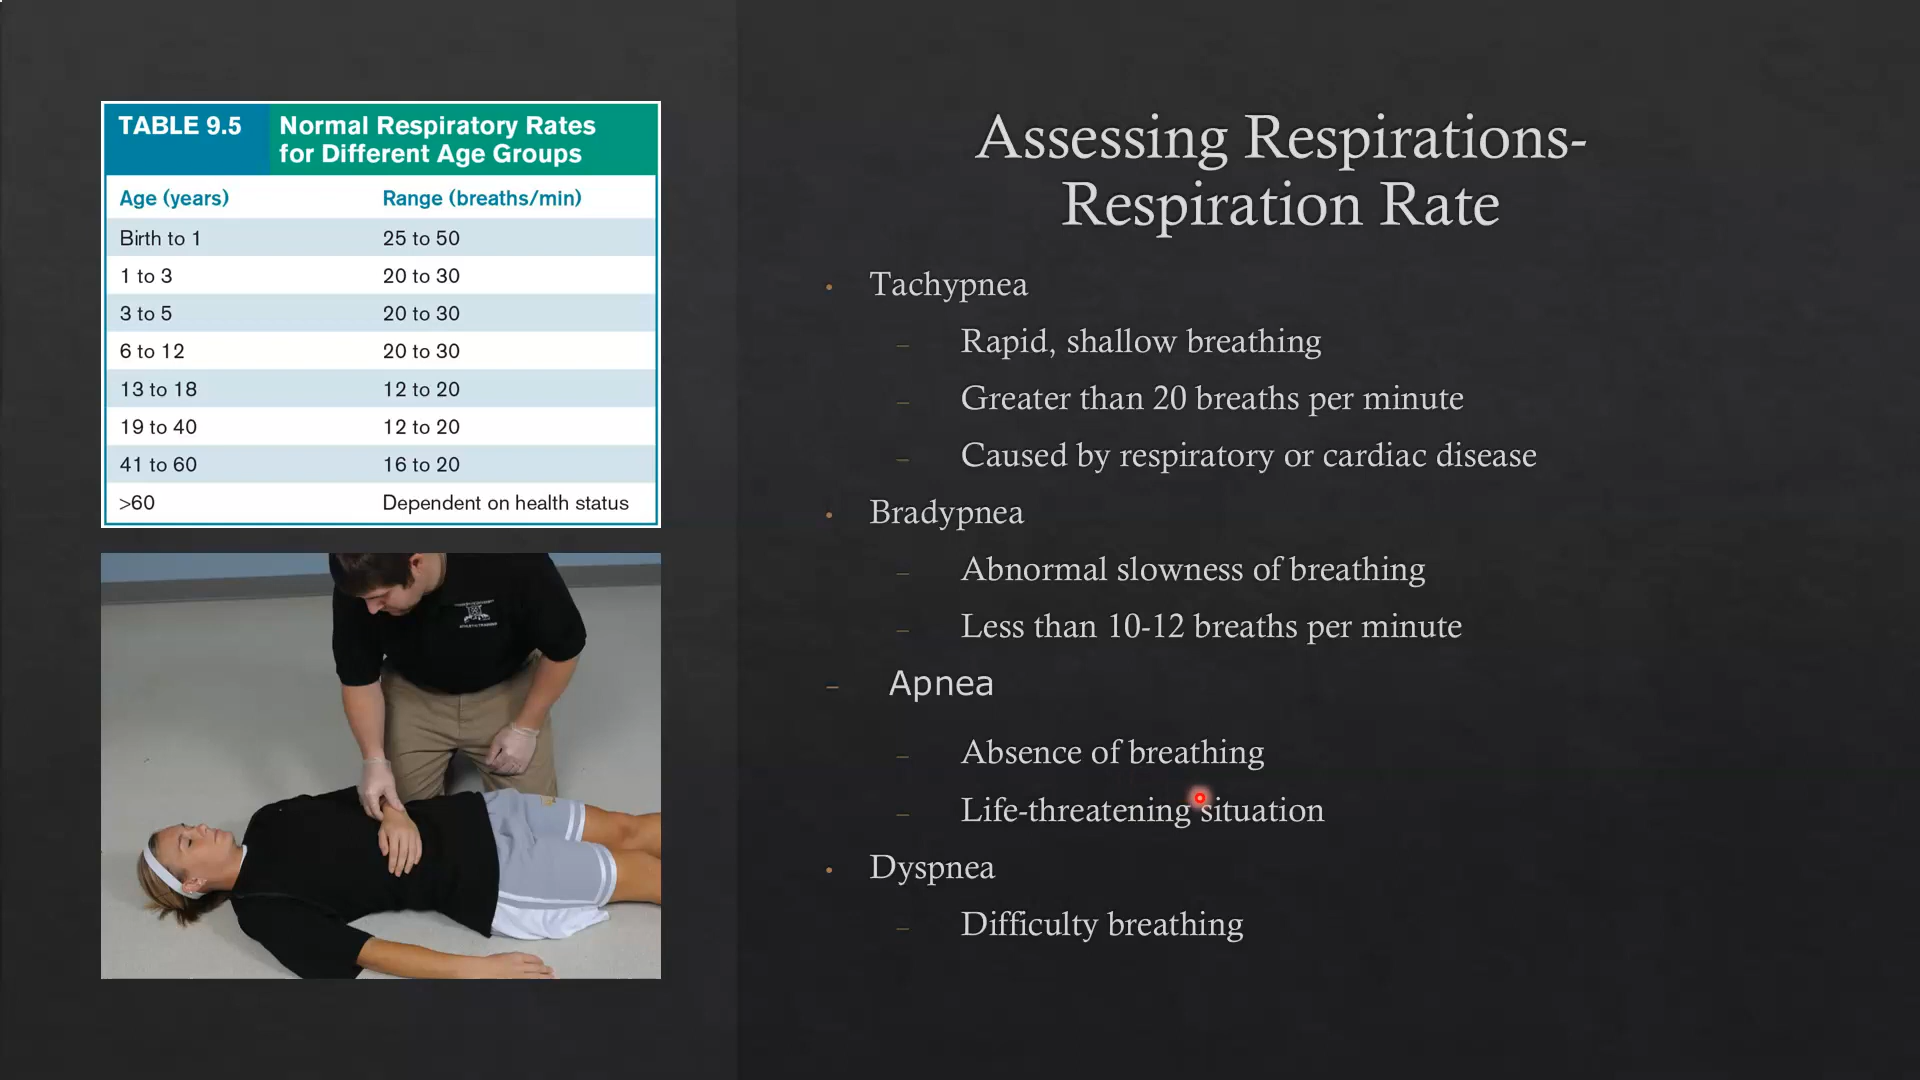 TABLE 9.5 Normal Respiratory Rates
for Different Age Groups
Age (years) Range (breaths/min)
Birth to 1 25 to 50
1 to 3 20 to 30
3 to 5 20 to 30
6 to 12 20 to 30
13 to 18 12 to 20
19 to 40 12 to 20
41 to 60 16 to 20
>60 Dependent on health status
Assessing Respirations-
Respiration Rate
• Tachypnea
– Rapid, shallow breathing
– Greater than 20 breaths per minute
– Caused by respiratory or cardiac disease
• Bradypnea
– Abnormal slowness of breathing
– Less than 10-12 breaths per minute
– Apnea
– Absence of breathing
– Life-threatening situation
• Dyspnea
– Difficulty breathing